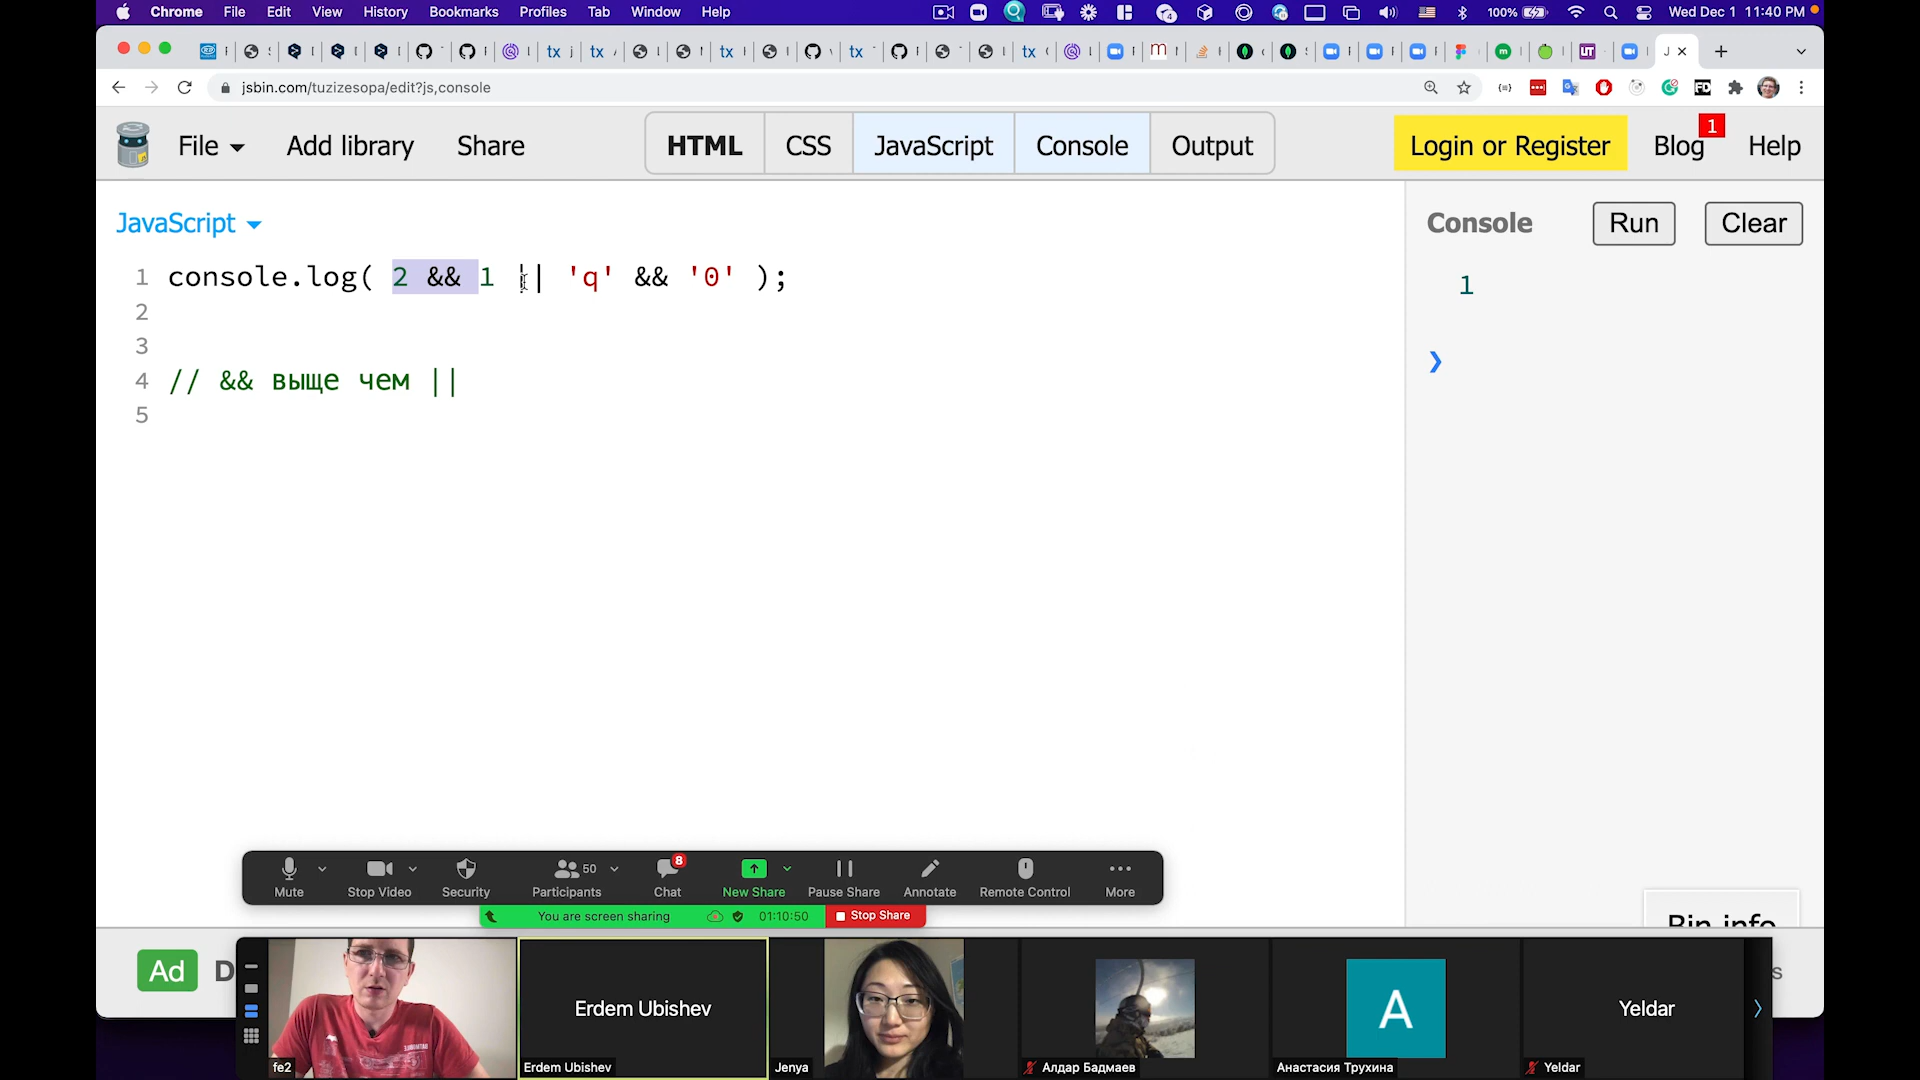 Chrome File Edit View History Bookmarks Profiles Tab Window Help 100% Wed Dec 1 11:40 PM
jsbin.com/tuzizesopa/edit?js,console
File Add library Share HTML CSS JavaScript Console Output Login or Register Blog 1 Help
JavaScript Console Run Clear
1 console.log( 2 && 1 || 'q' && '0' );
1
2
3
4 // && выще чем ||
5
50 8
Mute Stop Video Security Participants Chat New Share Pause Share Annotate Remote Control More
You are screen sharing 01:10:50 Stop Share
Bin info
Ad D
Erdem Ubishev A Yeldar
fe2 Erdem Ubishev Jenya Алдар Бадмаев Анастасия Трухина Yeldar